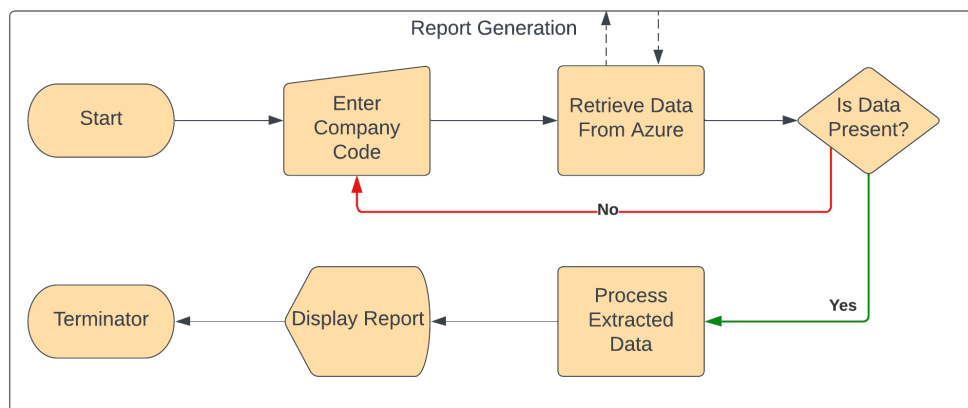 Report Generation
Start
Enter
Company
Code
Retrieve Data
From Azure
Is Data
Present?
No
Yes
Terminator
Display Report
Process
Extracted
Data